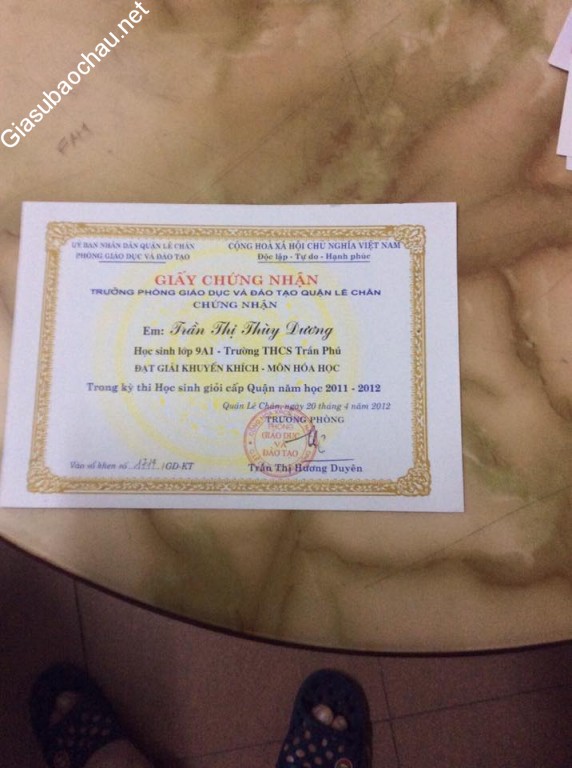 Giasubaochau.net
ỦY BAN NHÂN DÂN QUẬN LÊ CHÂN
PHÒNG GIÁO DỤC VÀ ĐÀO TẠO
CỘNG HOÀ XÃ HỘI CHỦ NGHĨA VIỆT NAM
Độc lập - Tự do - Hạnh phúc
GIẤY CHỨNG NHẬN
TRƯỞNG PHÒNG GIÁO DỤC VÀ ĐÀO TẠO QUẬN LÊ CHÂN
CHỨNG NHẬN
Em: Trần Thị Thùy Dương
Học sinh lớp 9A1 - Trường THCS Trần Phú
ĐẠT GIẢI KHUYẾN KHÍCH - MÔN HÓA HỌC
Trong kỳ thi Học sinh giỏi cấp Quận năm học 2011 - 2012
Quận Lê Chân, ngày 20 tháng 4 năm 2012
TRƯỞNG PHÒNG
PHÒNG
GIÁO DỤC
VÀ
ĐÀO TẠO
Vào sổ khen số 1719 /GD-KT
Trần Thị Hương Duyên